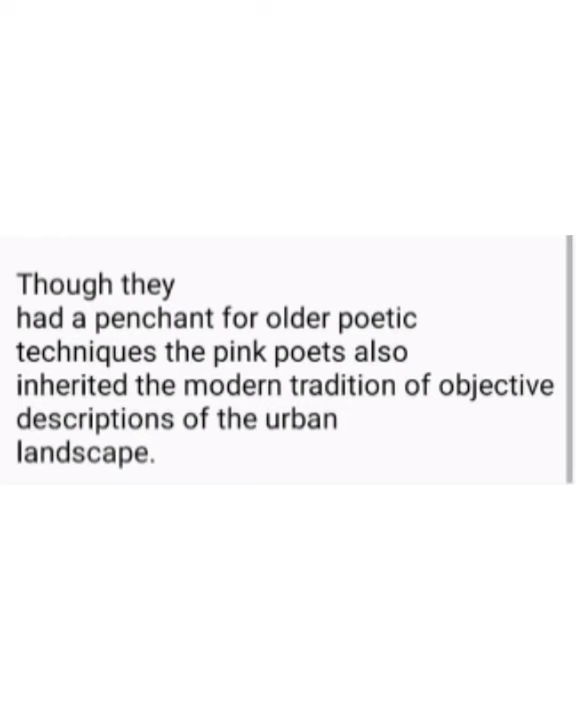 Though they
had a penchant for older poetic
techniques the pink poets also
inherited the modern tradition of objective
descriptions of the urban
landscape.